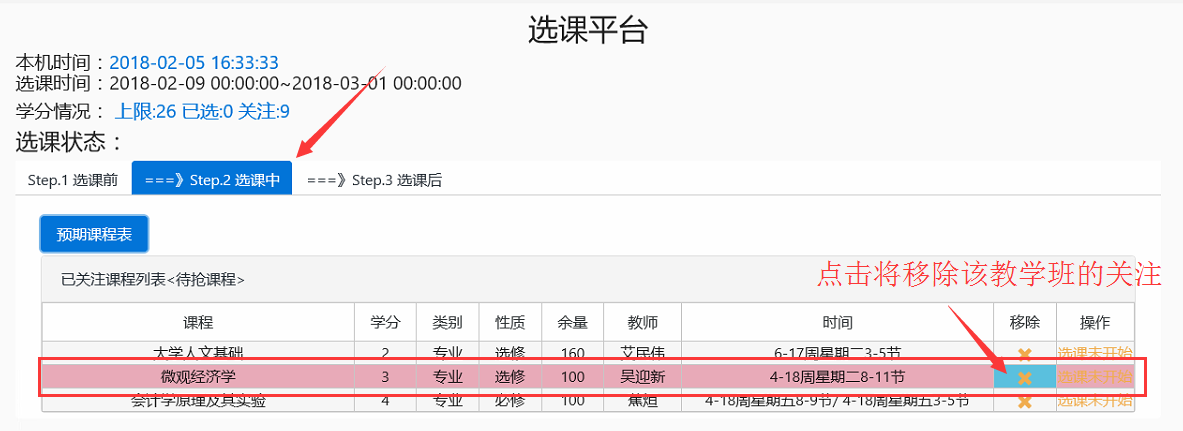 选课平台
本机时间：2018-02-05 16:33:33
选课时间：2018-02-09 00:00:00~2018-03-01 00:00:00
学分情况： 上限:26 已选:0 关注:9
选课状态：
Step.1 选课前 ===》Step.2 选课中 ===》Step.3 选课后
预期课程表
已关注课程列表<待抢课程>
点击将移除该教学班的关注
课程 学分 类别 性质 余量 教师 时间 移除 操作
大学人文基础 2 专业 选修 160 艾民伟 6-17周星期二3-5节 选课未开始
微观经济学 3 专业 选修 100 吴迎新 4-18周星期二8-11节 选课未开始
会计学原理及其实验 4 专业 必修 100 蕉烜 4-18周星期五8-9节/ 4-18周星期五3-5节 选课未开始